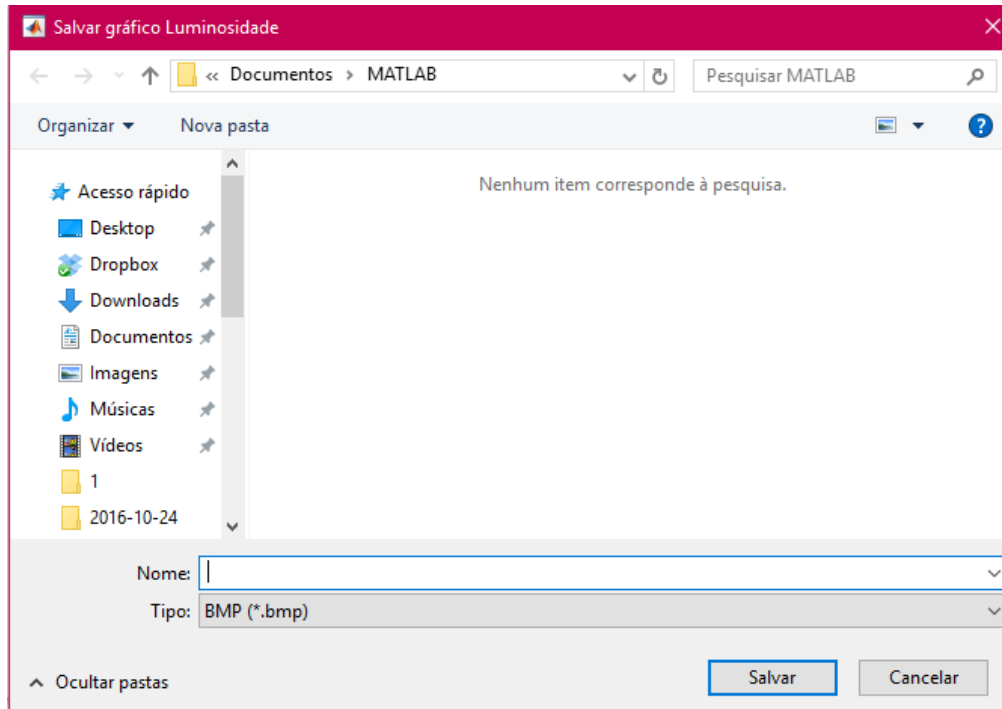 Salvar gráfico Luminosidade
« Documentos › MATLAB
Pesquisar MATLAB
Organizar
Nova pasta
?
Acesso rápido
Nenhum item corresponde à pesquisa.
Desktop
Dropbox
Downloads
Documentos
Imagens
Músicas
Vídeos
1
2016-10-24
Nome:
Tipo: BMP (*.bmp)
Ocultar pastas
Salvar
Cancelar